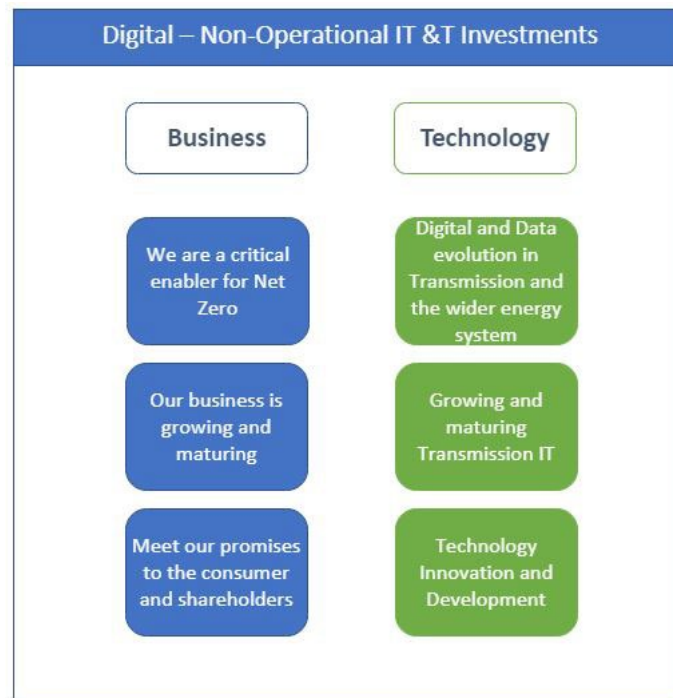 Digital – Non-Operational IT &T Investments
Business
Technology
We are a critical
enabler for Net
Zero
Digital and Data
evolution in
Transmission and
the wider energy
system
Our business is
growing and
maturing
Growing and
maturing
Transmission IT
Meet our promises
to the consumer
and shareholders
Technology
Innovation and
Development